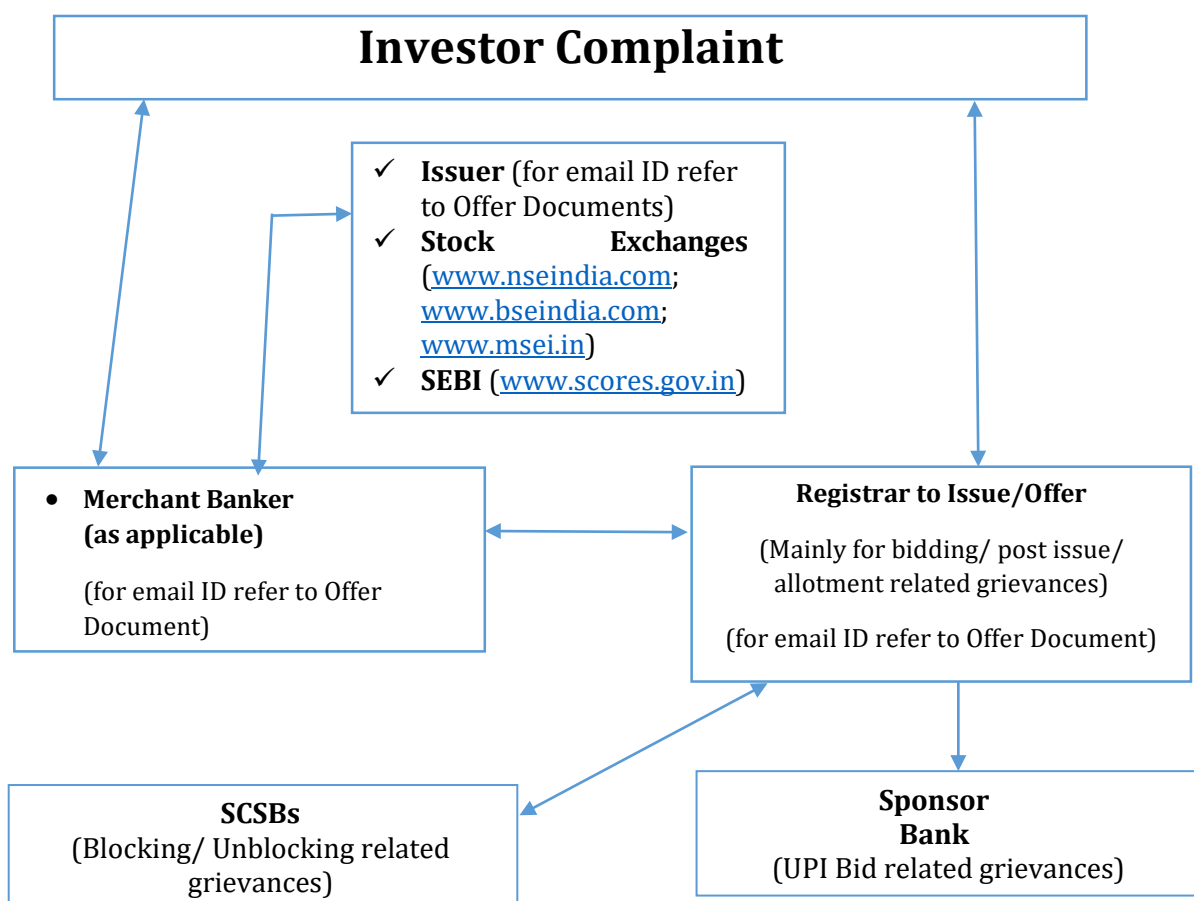 Investor Complaint
✓ Issuer (for email ID refer
to Offer Documents)
✓ Stock Exchanges
(www.nseindia.com;
www.bseindia.com;
www.msei.in)
✓ SEBI (www.scores.gov.in)
• Merchant Banker
(as applicable)
(for email ID refer to Offer
Document)
Registrar to Issue/Offer
(Mainly for bidding/ post issue/
allotment related grievances)
(for email ID refer to Offer Document)
SCSBs
(Blocking/ Unblocking related
grievances)
Sponsor
Bank
(UPI Bid related grievances)